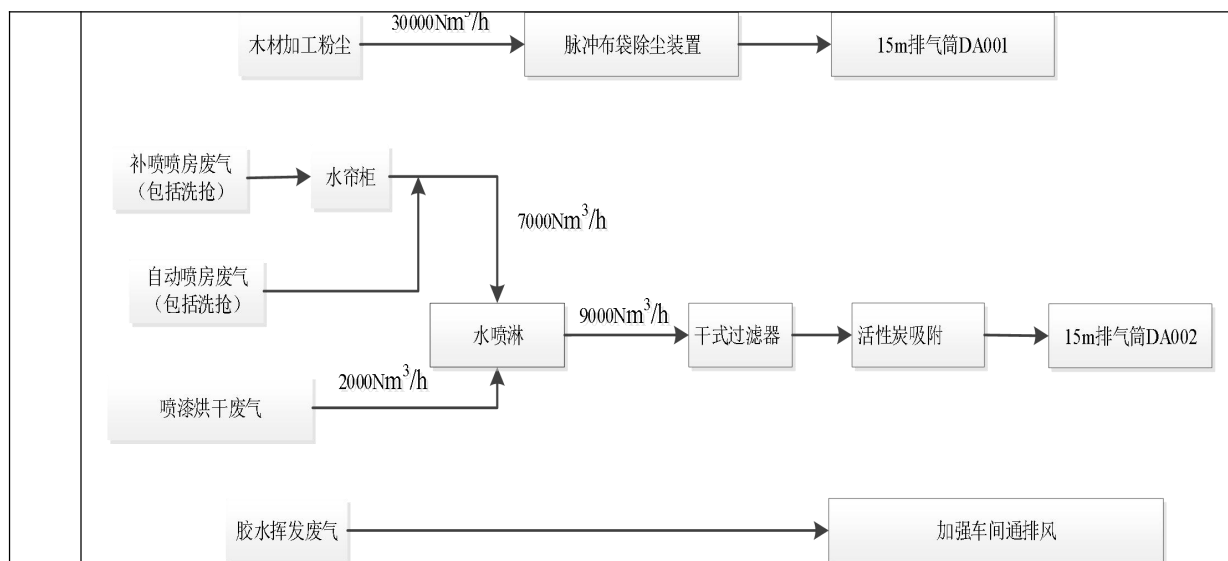 30000Nm³/h
木材加工粉尘
脉冲布袋除尘装置
15m排气筒DA001
补喷喷房废气
（包括洗抢）
水帘柜
7000Nm³/h
自动喷房废气
（包括洗抢）
水喷淋
9000Nm³/h
干式过滤器
活性炭吸附
15m排气筒DA002
2000Nm³/h
喷漆烘干废气
胶水挥发废气
加强车间通排风